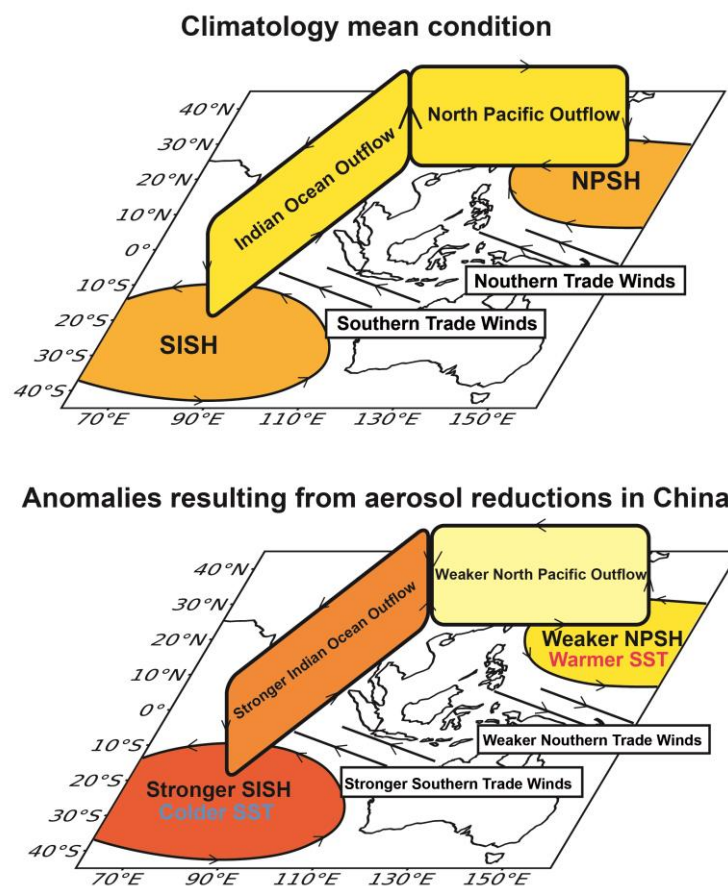 Climatology mean condition
40°N
30°N
20°N
10°N
0°
10°S
20°S
30°S
40°S
North Pacific Outflow
Indian Ocean Outflow
NPSH
Nouthern Trade Winds
Southern Trade Winds
SISH
70°E
90°E
110°E
130°E
150°E
Anomalies resulting from aerosol reductions in China
40°N
30°N
20°N
10°N
0°
10°S
20°S
30°S
40°S
Weaker North Pacific Outflow
Stronger Indian Ocean Outflow
Weaker NPSH
Warmer SST
Weaker Nouthern Trade Winds
Stronger Southern Trade Winds
Stronger SISH
Colder SST
70°E
90°E
110°E
130°E
150°E